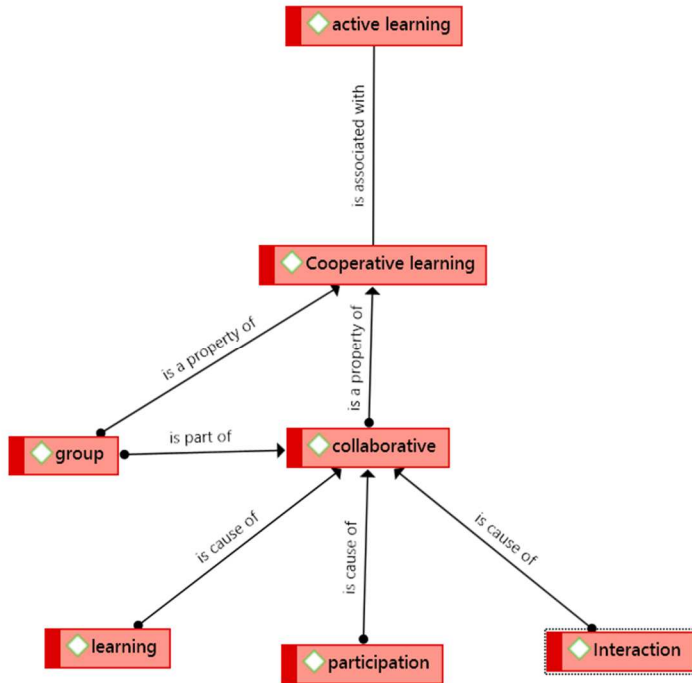 active learning
is associated with
Cooperative learning
is a property of
is a property of
group
is part of
collaborative
is cause of
is cause of
is cause of
learning
participation
Interaction